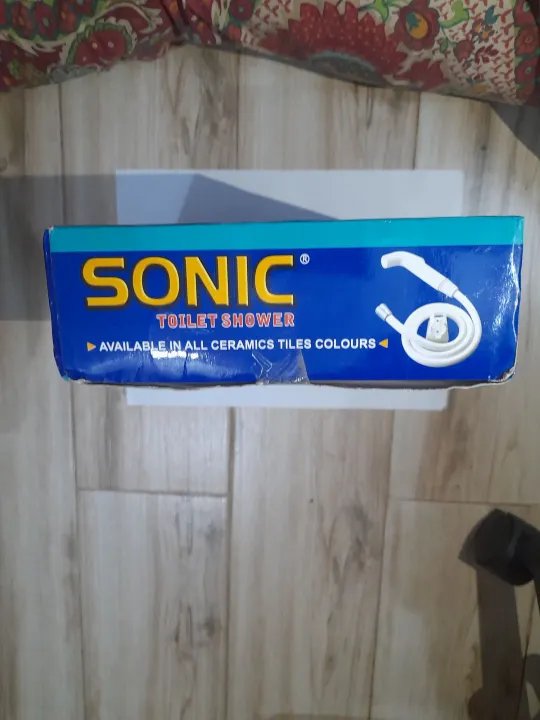 SONIC®
TOILET SHOWER
AVAILABLE IN ALL CERAMICS TILES COLOURS